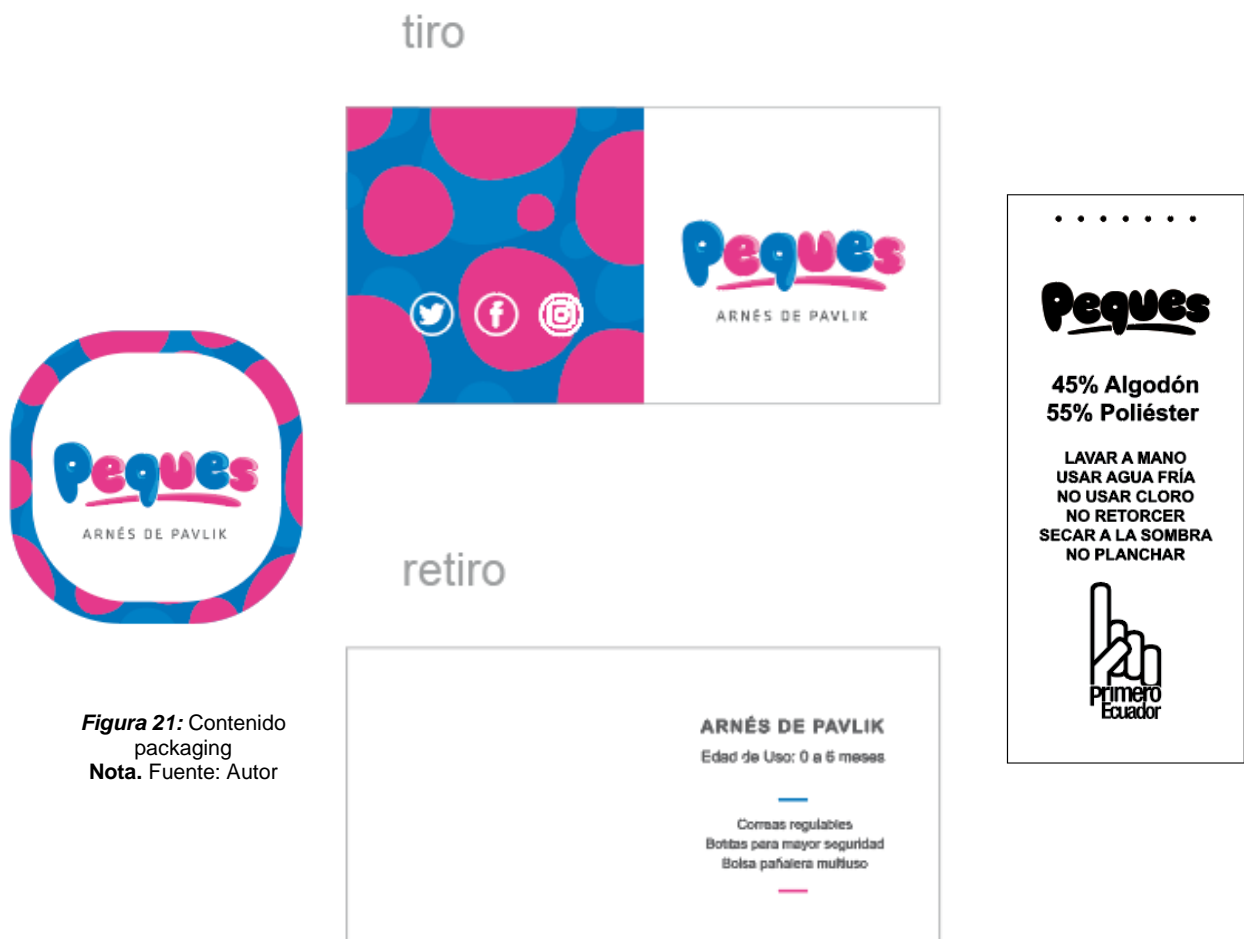 tiro
Peques
ARNÉS DE PAVLIK
Peques
ARNÉS DE PAVLIK
Figura 21: Contenido
packaging
Nota. Fuente: Autor
retiro
ARNÉS DE PAVLIK
Edad de Uso: 0 a 6 meses
Correas regulables
Botitas para mayor seguridad
Bolsa pañalera multiuso
Peques
45% Algodón
55% Poliéster
LAVAR A MANO
USAR AGUA FRÍA
NO USAR CLORO
NO RETORCER
SECAR A LA SOMBRA
NO PLANCHAR
Primero
Ecuador